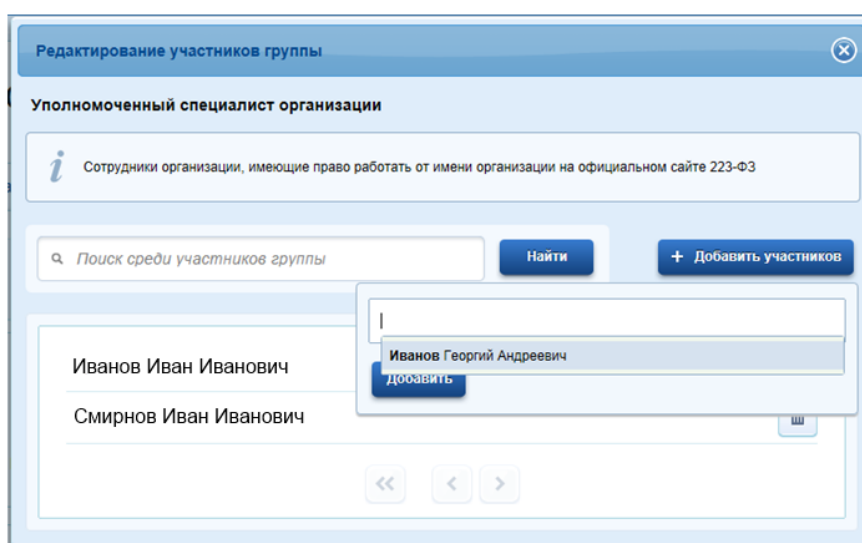 Редактирование участников группы
Уполномоченный специалист организации
Сотрудники организации, имеющие право работать от имени организации на официальном сайте 223-ФЗ
Поиск среди участников группы
Найти
+ Добавить участников
Иванов Георгий Андреевич
Иванов Иван Иванович
Добавить
Смирнов Иван Иванович